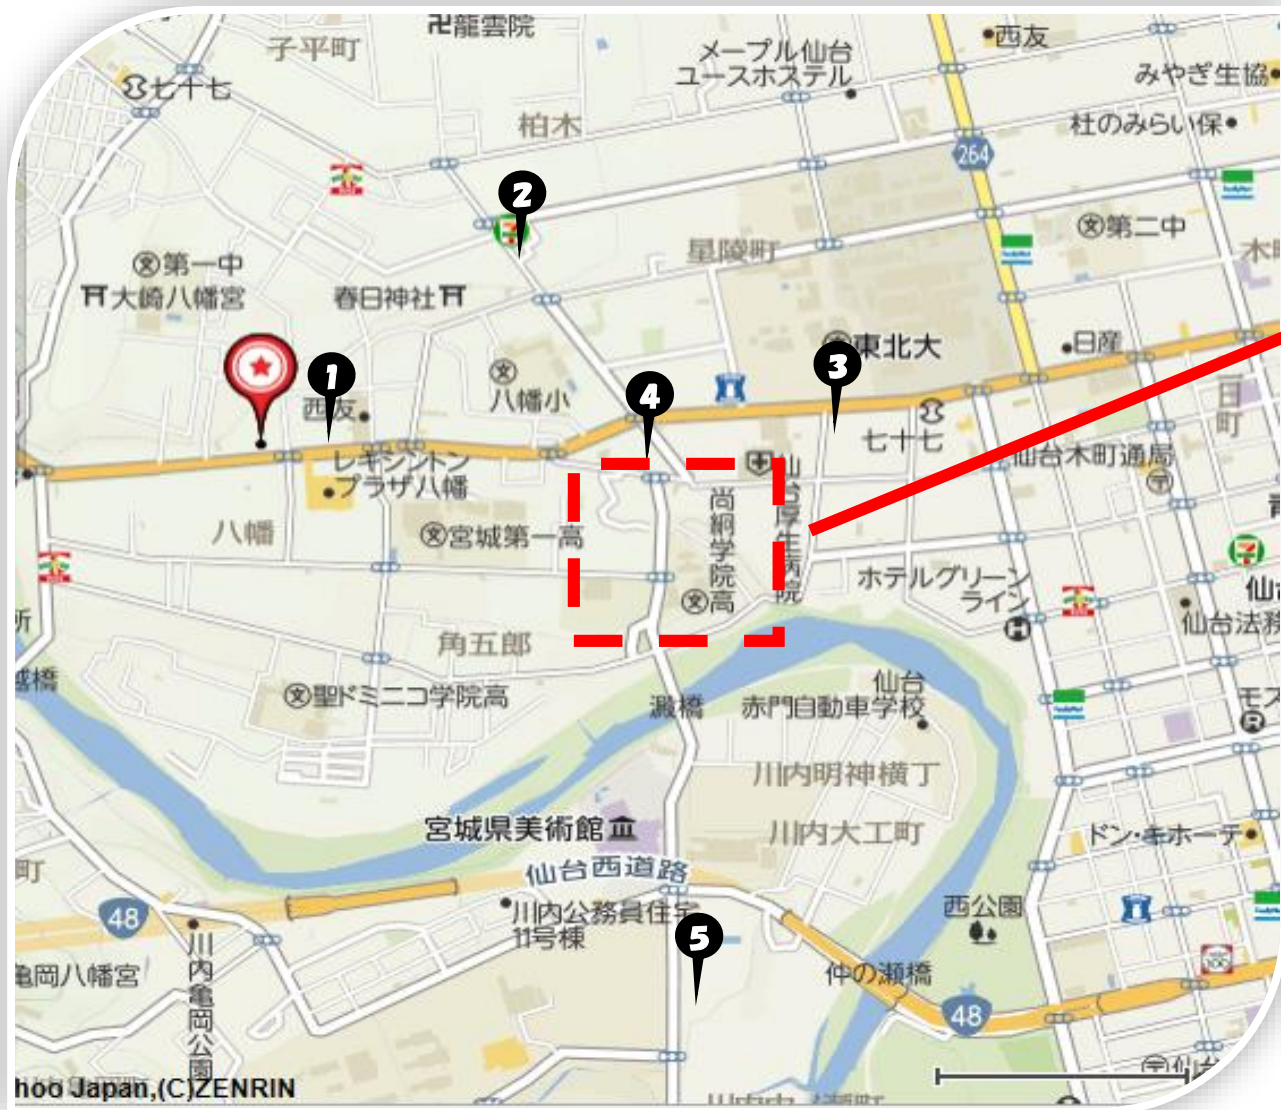 卍龍雲院
子平町
西友
メープル仙台
ユースホステル
みやぎ生協
七十七
柏木
杜のみらい保
264
2
第二中
星陵町
第一中
大崎八幡宮
春日神社
東北大
日産
1
3
4
八幡小
西友
七十七
レキシントン
プラザ八幡
仙台木町通局
八幡
宮城第一高
尚絅学院
高
仙台厚生病院
ホテルグリーン
ライン
仙台法務
角五郎
聖ドミニコ学院高
澱橋
仙台
赤門自動車学校
川内明神横丁
宮城県美術館
川内大工町
ドン・キホーテ
仙台西道路
48
川内公務員住宅
11号棟
西公園
5
亀岡八幡宮
川内亀岡公園
仲の瀬橋
48
hoo Japan,(C)ZENRIN